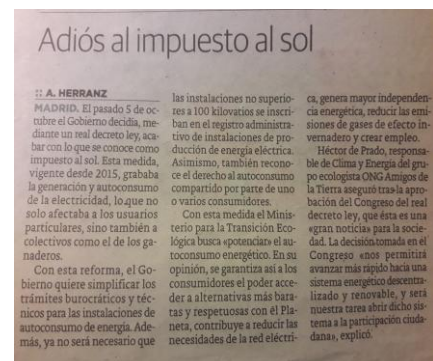 Adiós al impuesto al sol
:: A. HERRANZ
MADRID. El pasado 5 de oc-
tubre el Gobierno decidía, me-
diante un real decreto ley, aca-
bar con lo que se conoce como
impuesto al sol. Esta medida,
vigente desde 2015, grababa
la generación y autoconsumo
de la electricidad, lo que no
solo afectaba a los usuarios
particulares, sino también a
colectivos como el de los ga-
naderos.
Con esta reforma, el Go-
bierno quiere simplificar los
trámites burocráticos y téc-
nicos para las instalaciones de
autoconsumo de energía. Ade-
más, ya no será necesario que
las instalaciones no superio-
res a 100 kilovatios se inscri-
ban en el registro administra-
tivo de instalaciones de pro-
ducción de energía eléctrica.
Asimismo, también recono-
ce el derecho al autoconsumo
compartido por parte de uno
o varios consumidores.
Con esta medida el Minis-
terio para la Transición Eco-
lógica busca «potenciar» el au-
toconsumo energético. En su
opinión, se garantiza así a los
consumidores el poder acce-
der a alternativas más bara-
tas y respetuosas con el Pla-
neta, contribuye a reducir las
necesidades de la red eléctri-
ca, genera mayor independen-
cia energética, reducir las emi-
siones de gases de efecto in-
vernadero y crear empleo.
Héctor de Prado, responsa-
ble de Clima y Energía del gru-
po ecologista ONG Amigos de
la Tierra aseguró tras la apro-
bación del Congreso del real
decreto ley, que ésta es una
«gran noticia» para la socie-
dad. La decisión tomada en el
Congreso «nos permitirá
avanzar más rápido hacia una
sistema energético descentra-
lizado y renovable, y será
nuestra tarea abrir dicho sis-
tema a la participación ciuda-
dana», explicó.